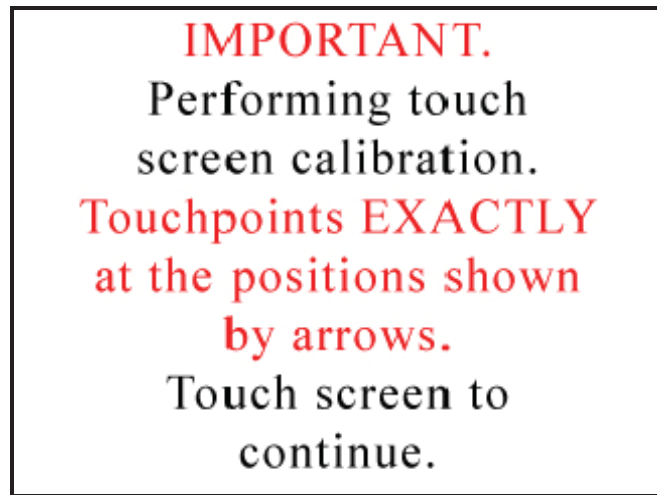 IMPORTANT.
Performing touch
screen calibration.
Touchpoints EXACTLY
at the positions shown
by arrows.
Touch screen to
continue.